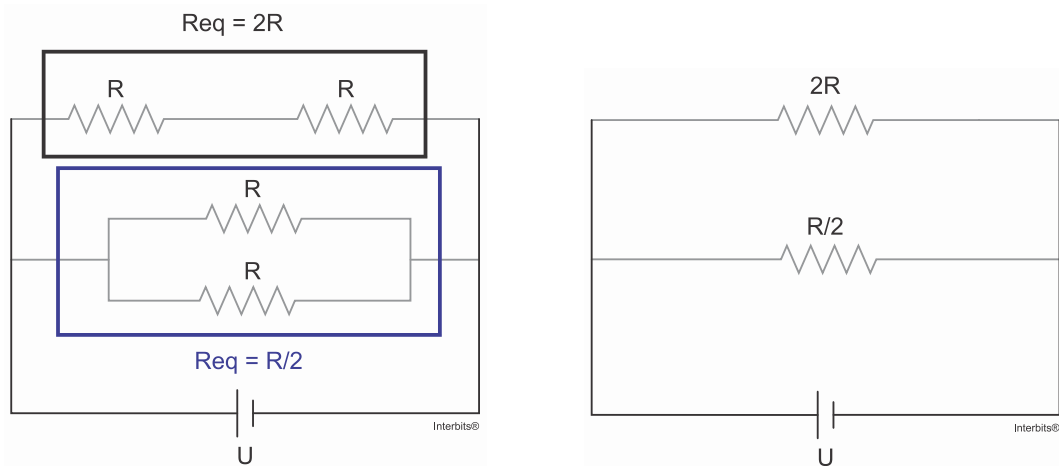 Req = 2R
R R
R
R
Req = R/2
Interbits®
U
2R
R/2
Interbits®
U